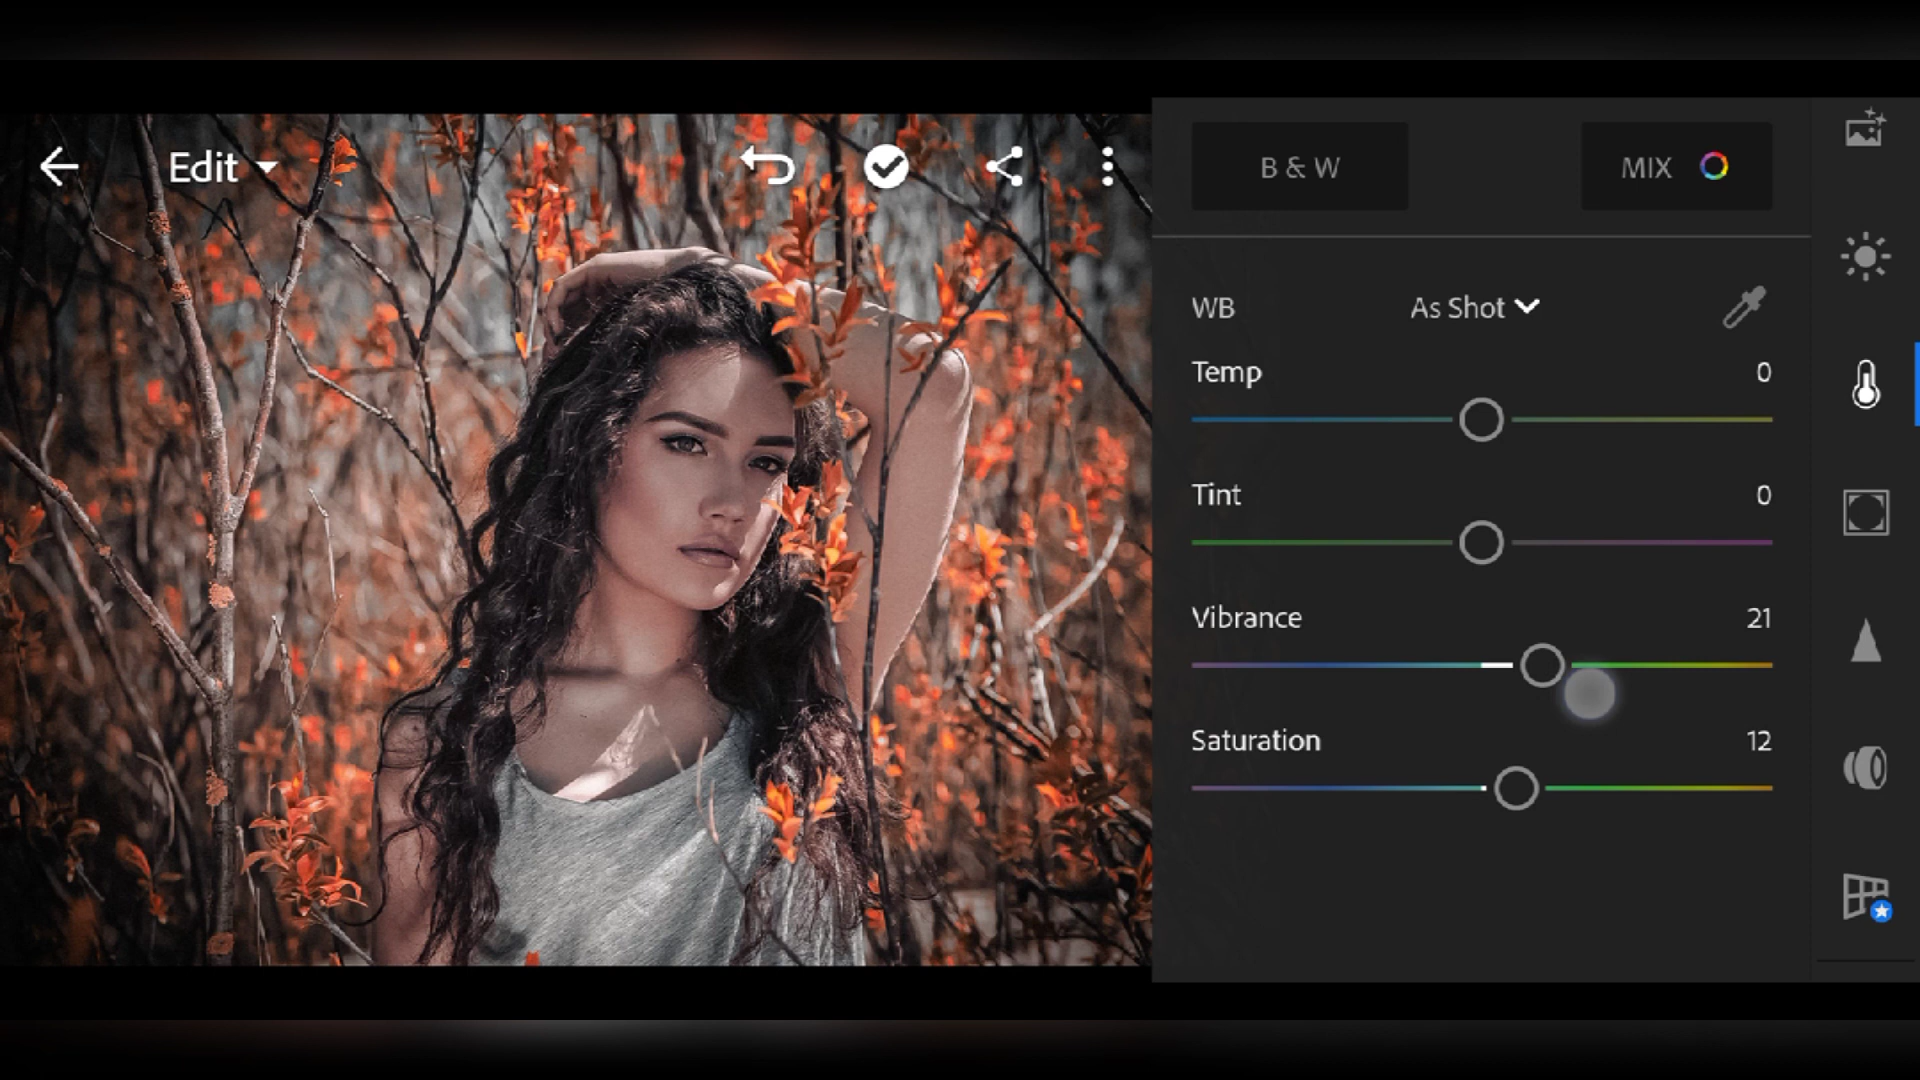 Edit
B & W
MIX
WB As Shot
Temp 0
Tint 0
Vibrance 21
Saturation 12